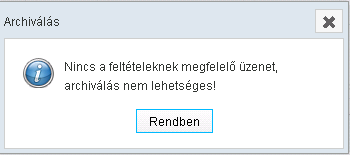 Archiválás
Nincs a feltételeknek megfelelő üzenet,
archiválás nem lehetséges!
Rendben